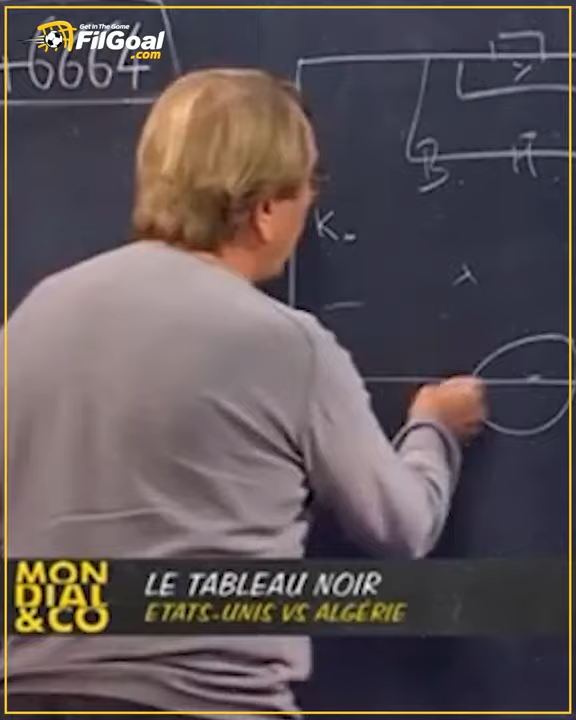 Get In The Game
FilGoal
.com
+6664
B.
H.
K-
MON
DIAL
&CO
LE TABLEAU NOIR
ETATS-UNIS VS ALGÉRIE